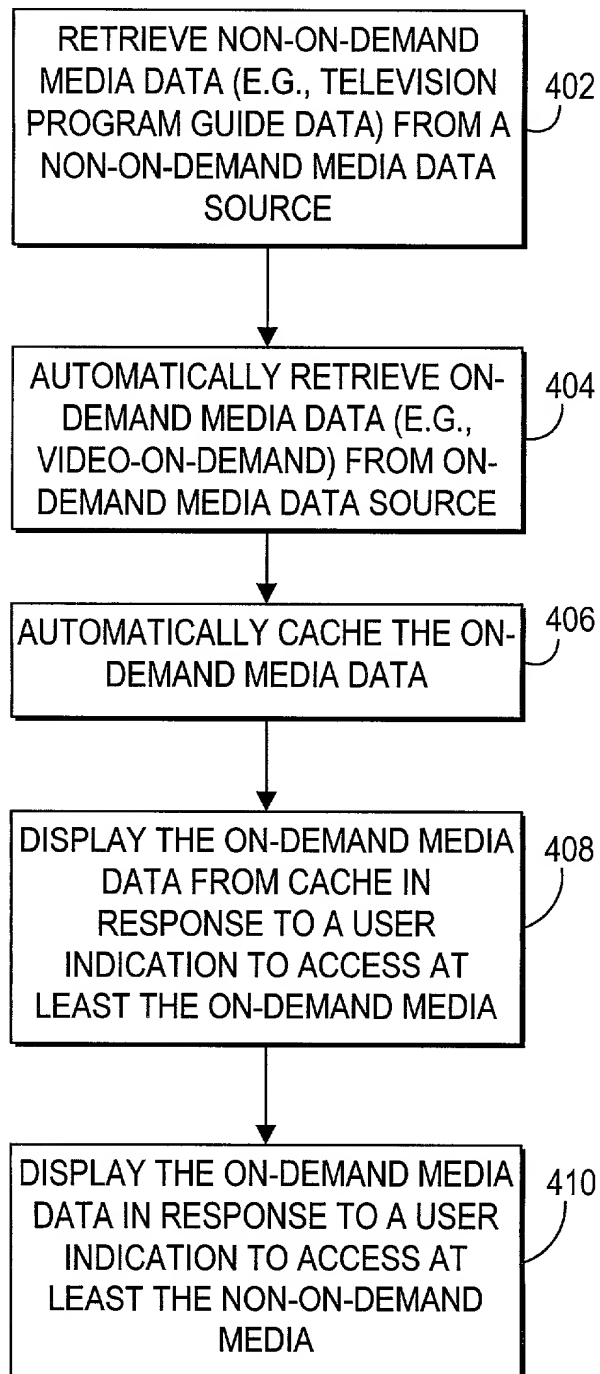 RETRIEVE NON-ON-DEMAND
MEDIA DATA (E.G., TELEVISION
PROGRAM GUIDE DATA) FROM A
NON-ON-DEMAND MEDIA DATA
SOURCE
402
AUTOMATICALLY RETRIEVE ON-
DEMAND MEDIA DATA (E.G.,
VIDEO-ON-DEMAND) FROM ON-
DEMAND MEDIA DATA SOURCE
404
AUTOMATICALLY CACHE THE ON-
DEMAND MEDIA DATA
406
DISPLAY THE ON-DEMAND MEDIA
DATA FROM CACHE IN
RESPONSE TO A USER
INDICATION TO ACCESS AT
LEAST THE ON-DEMAND MEDIA
408
DISPLAY THE ON-DEMAND MEDIA
DATA IN RESPONSE TO A USER
INDICATION TO ACCESS AT
LEAST THE NON-ON-DEMAND
MEDIA
410